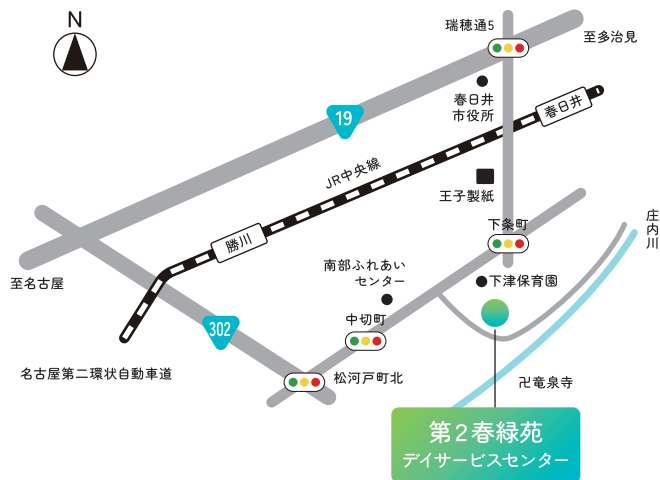 N
瑞穂通5
至多治見
19
春日井
市役所
春日井
JR中央線
王子製紙
下条町
庄内川
勝川
至名古屋
南部ふれあい
センター
下津保育園
中切町
302
名古屋第二環状自動車道
松河戸町北
卍竜泉寺
第2春緑苑
デイサービスセンター